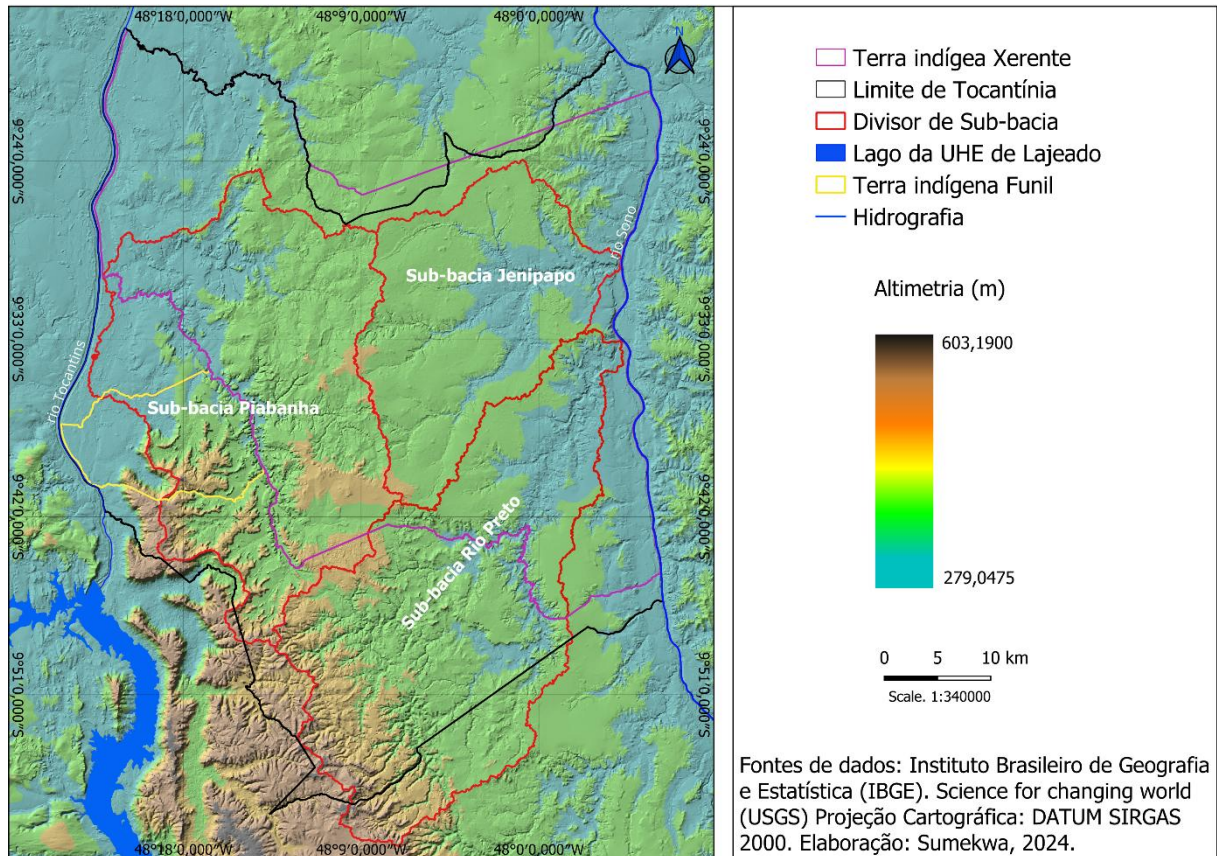 48°18'0,000"W
48°9'0,000"W
48°0'0,000"W
N
9°24'0,000"S
9°24'0,000"S
rio Sono
Sub-bacia Jenipapo
9°33'0,000"S
9°33'0,000"S
rio Tocantins
Sub-bacia Piabanha
9°42'0,000"S
9°42'0,000"S
Sub-bacia Rio Preto
9°51'0,000"S
9°51'0,000"S
48°18'0,000"W
48°9'0,000"W
48°0'0,000"W
Terra indígea Xerente
Limite de Tocantínia
Divisor de Sub-bacia
Lago da UHE de Lajeado
Terra indígena Funil
Hidrografia
Altimetria (m)
603,1900
279,0475
0 5 10 km
Scale. 1:340000
Fontes de dados: Instituto Brasileiro de Geografia
e Estatística (IBGE). Science for changing world
(USGS) Projeção Cartográfica: DATUM SIRGAS
2000. Elaboração: Sumekwa, 2024.